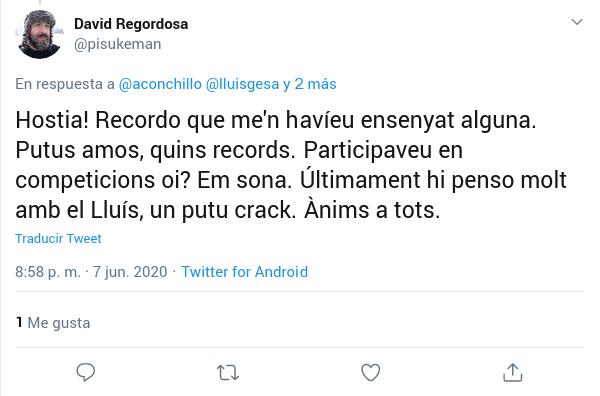 David Regordosa
@pisukeman
En respuesta a @aconchillo @lluisgesa y 2 más
Hostia! Recordo que me'n havíeu ensenyat alguna.
Putus amos, quins records. Participaveu en
competicions oi? Em sona. Últimament hi penso molt
amb el Lluís, un putu crack. Ànims a tots.
Traducir Tweet
8:58 p. m. · 7 jun. 2020 · Twitter for Android
1 Me gusta